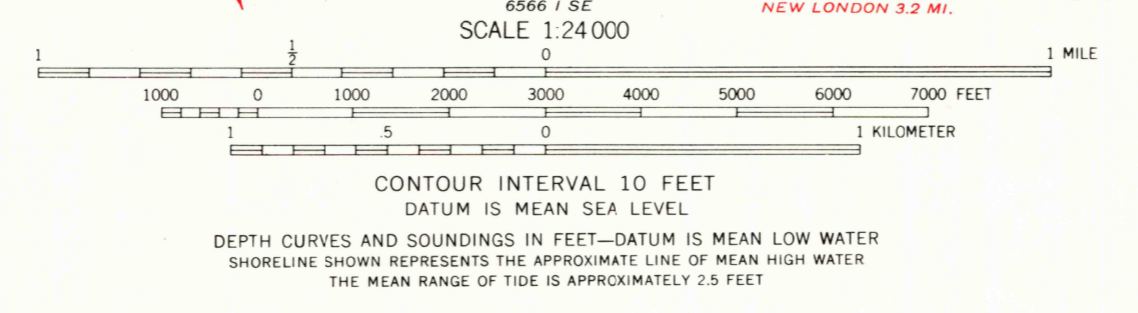 6566 I SE
NEW LONDON 3.2 MI.
SCALE 1:24 000
1 1/2 0 1 MILE
1000 0 1000 2000 3000 4000 5000 6000 7000 FEET
1 .5 0 1 KILOMETER
CONTOUR INTERVAL 10 FEET
DATUM IS MEAN SEA LEVEL
DEPTH CURVES AND SOUNDINGS IN FEET—DATUM IS MEAN LOW WATER
SHORELINE SHOWN REPRESENTS THE APPROXIMATE LINE OF MEAN HIGH WATER
THE MEAN RANGE OF TIDE IS APPROXIMATELY 2.5 FEET